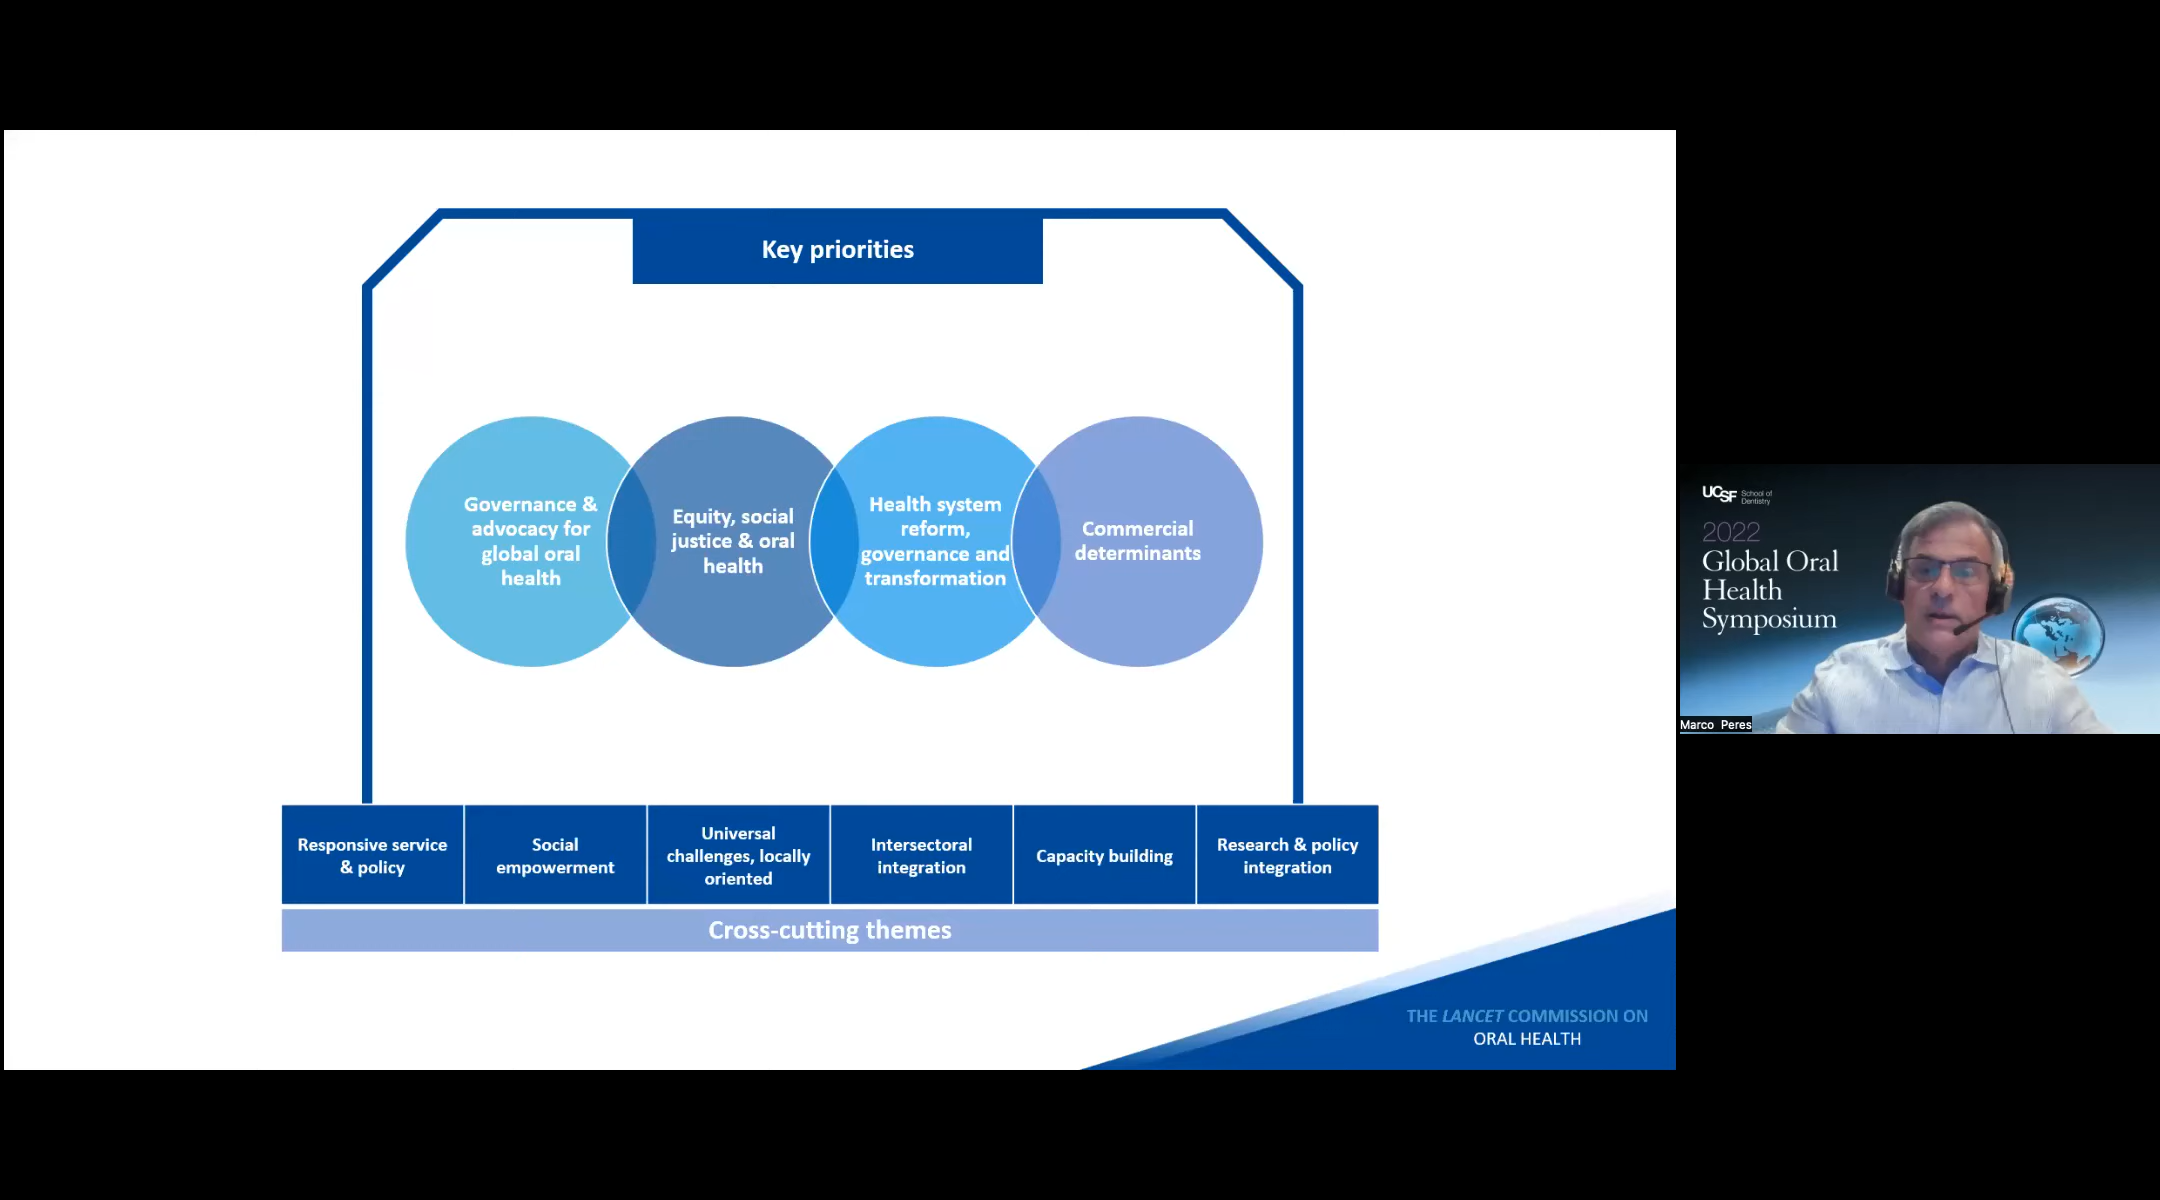 Key priorities
Governance &
advocacy for
global oral
health
Equity, social
justice & oral
health
Health system
reform,
governance and
transformation
Commercial
determinants
Responsive service
& policy
Social
empowerment
Universal
challenges, locally
oriented
Intersectoral
integration
Capacity building
Research & policy
integration
Cross-cutting themes
THE LANCET COMMISSION ON
ORAL HEALTH
UCSF School of
Dentistry
2022
Global Oral
Health
Symposium
Marco Peres